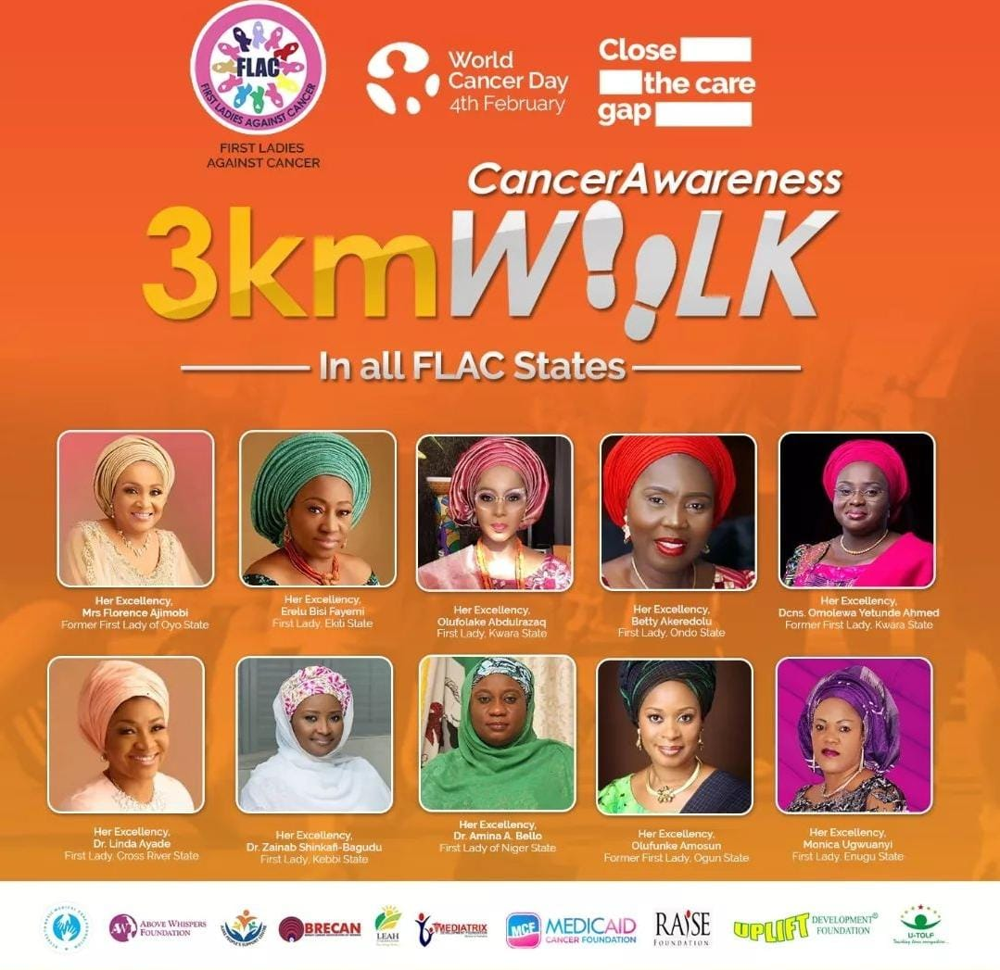 FLAC
FIRST LADIES AGAINST CANCER
FIRST LADIES
AGAINST CANCER
World
Cancer Day
4th February
Close
the care
gap
CancerAwareness
3km WALK
In all FLAC States
Her Excellency,
Mrs Florence Ajimobi
Former First Lady of Oyo State
Her Excellency,
Erelu Bisi Fayemi
First Lady, Ekiti State
Her Excellency,
Olufolake Abdulrazaq
First Lady, Kwara State
Her Excellency,
Betty Akeredolu
First Lady, Ondo State
Her Excellency,
Dcns. Omolewa Yetunde Ahmed
Former First Lady, Kwara State
Her Excellency,
Dr. Linda Ayade
First Lady, Cross River State
Her Excellency,
Dr. Zainab Shinkafi-Bagudu
First Lady, Kebbi State
Her Excellency,
Dr. Amina A. Bello
First Lady of Niger State
Her Excellency,
Olufunke Amosun
Former First Lady, Ogun State
Her Excellency,
Monica Ugwuanyi
First Lady, Enugu State
AW
ABOVE WHISPERS
FOUNDATION
BRECAN
LEAH
MEDIATRIX
MCF
MEDICAID
CANCER FOUNDATION
RAISE
FOUNDATION
UPLIFT
DEVELOPMENT®
FOUNDATION
U-TOLF